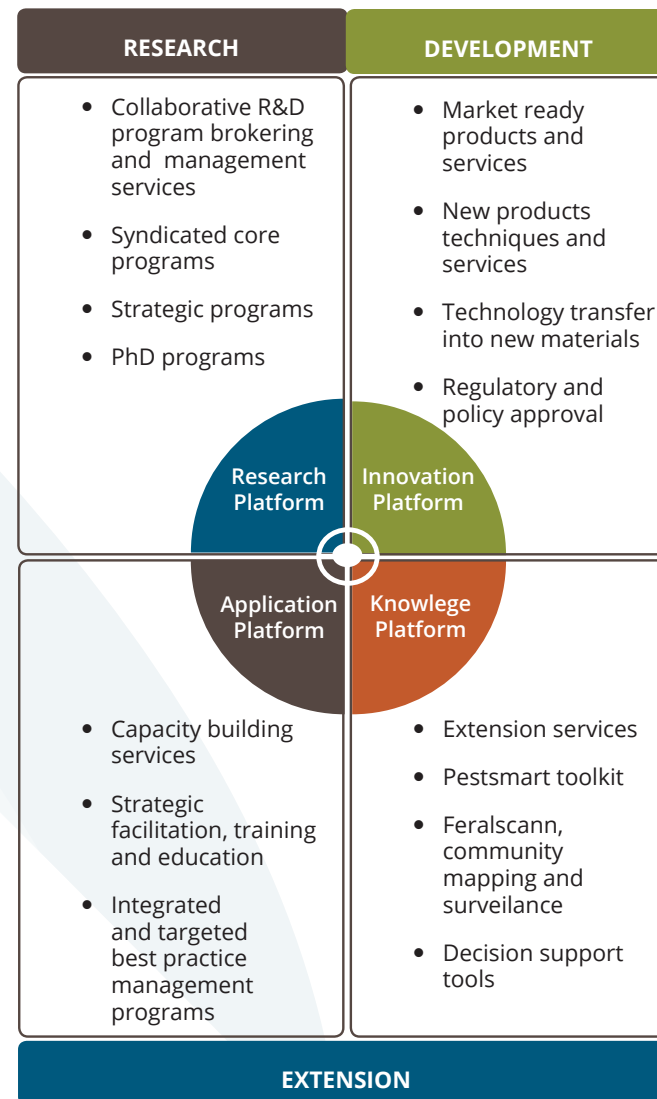 RESEARCH
• Collaborative R&D
program brokering
and management
services
• Syndicated core
programs
• Strategic programs
• PhD programs
DEVELOPMENT
• Market ready
products and
services
• New products
techniques and
services
• Technology transfer
into new materials
• Regulatory and
policy approval
Research
Platform
Innovation
Platform
Application
Platform
Knowlege
Platform
• Capacity building
services
• Strategic
facilitation, training
and education
• Integrated
and targeted
best practice
management
programs
• Extension services
• Pestsmart toolkit
• Feralscann,
community
mapping and
surveilance
• Decision support
tools
EXTENSION